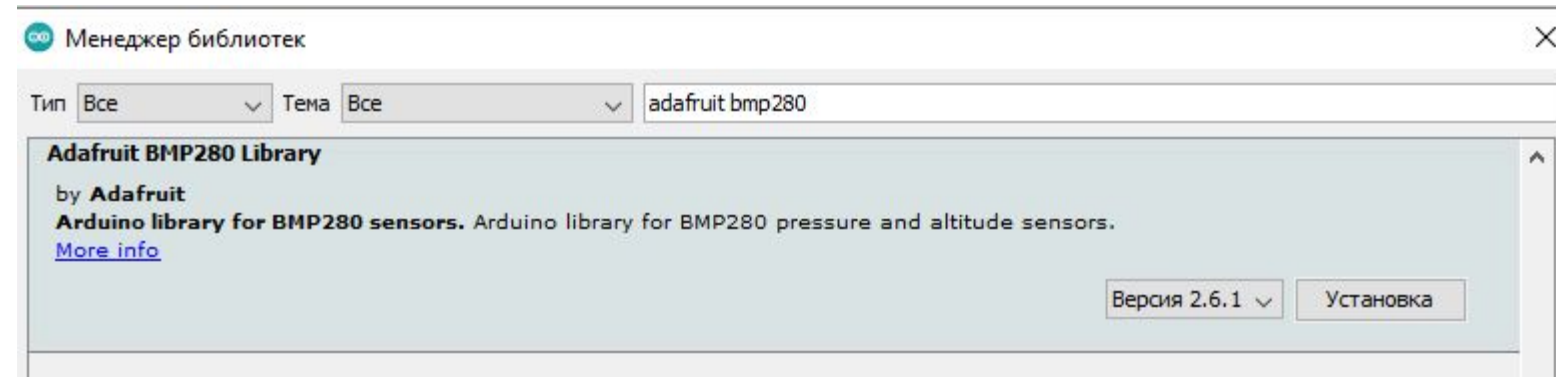 Менеджер библиотек
Тип Все Тема Все adafruit bmp280
Adafruit BMP280 Library
by Adafruit
Arduino library for BMP280 sensors. Arduino library for BMP280 pressure and altitude sensors.
More info
Версия 2.6.1 Установка